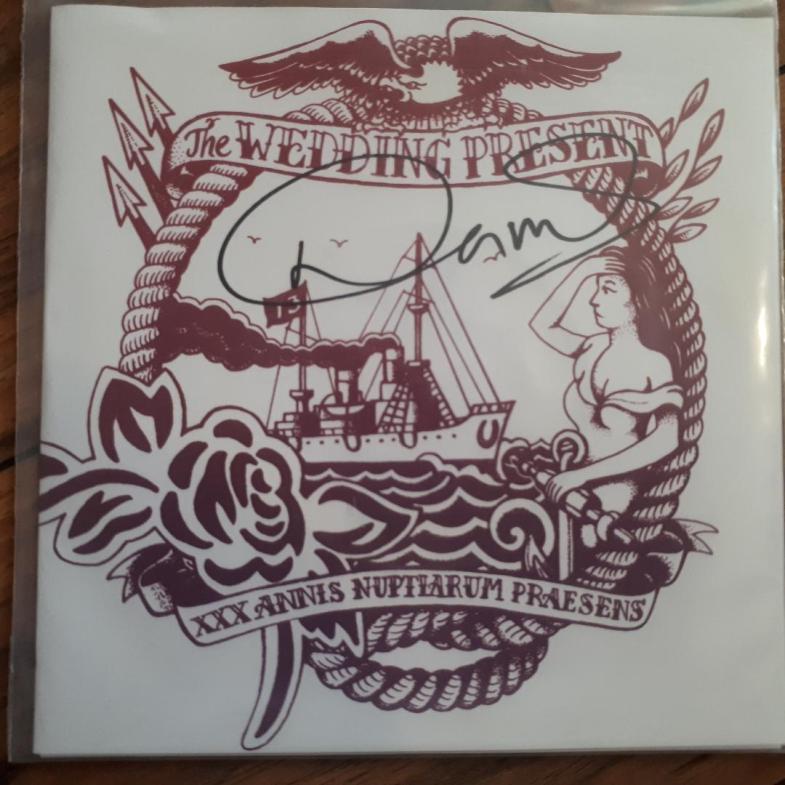 The WEDDING PRESENT
XXX ANNIS NUPTIARUM PRAESENS